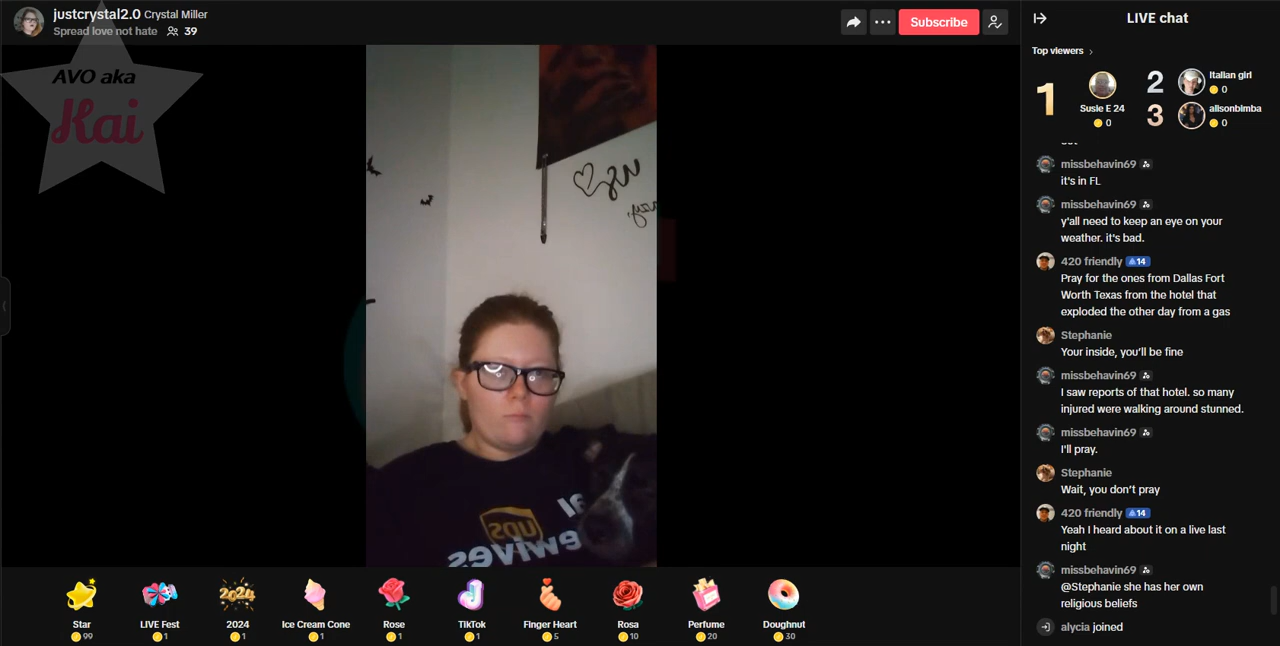 justcrystal2.0 Crystal Miller
Spread love not hate 39
Subscribe
LIVE chat
Top viewers
1
Susie E 24
0
2
Italian girl
0
3
alisonbimba
0
AVO aka
Kai
us
ups
ewives
missbehavin69
it's in FL
missbehavin69
y'all need to keep an eye on your
weather. it's bad.
420 friendly 14
Pray for the ones from Dallas Fort
Worth Texas from the hotel that
exploded the other day from a gas
Stephanie
Your inside, you'll be fine
missbehavin69
I saw reports of that hotel. so many
injured were walking around stunned.
missbehavin69
I'll pray.
Stephanie
Wait, you don't pray
420 friendly 14
Yeah I heard about it on a live last
night
missbehavin69
@Stephanie she has her own
religious beliefs
alycia joined
Star
99
LIVE Fest
1
2024
2024
1
Ice Cream Cone
1
Rose
1
TikTok
1
Finger Heart
5
Rosa
10
Perfume
20
Doughnut
30